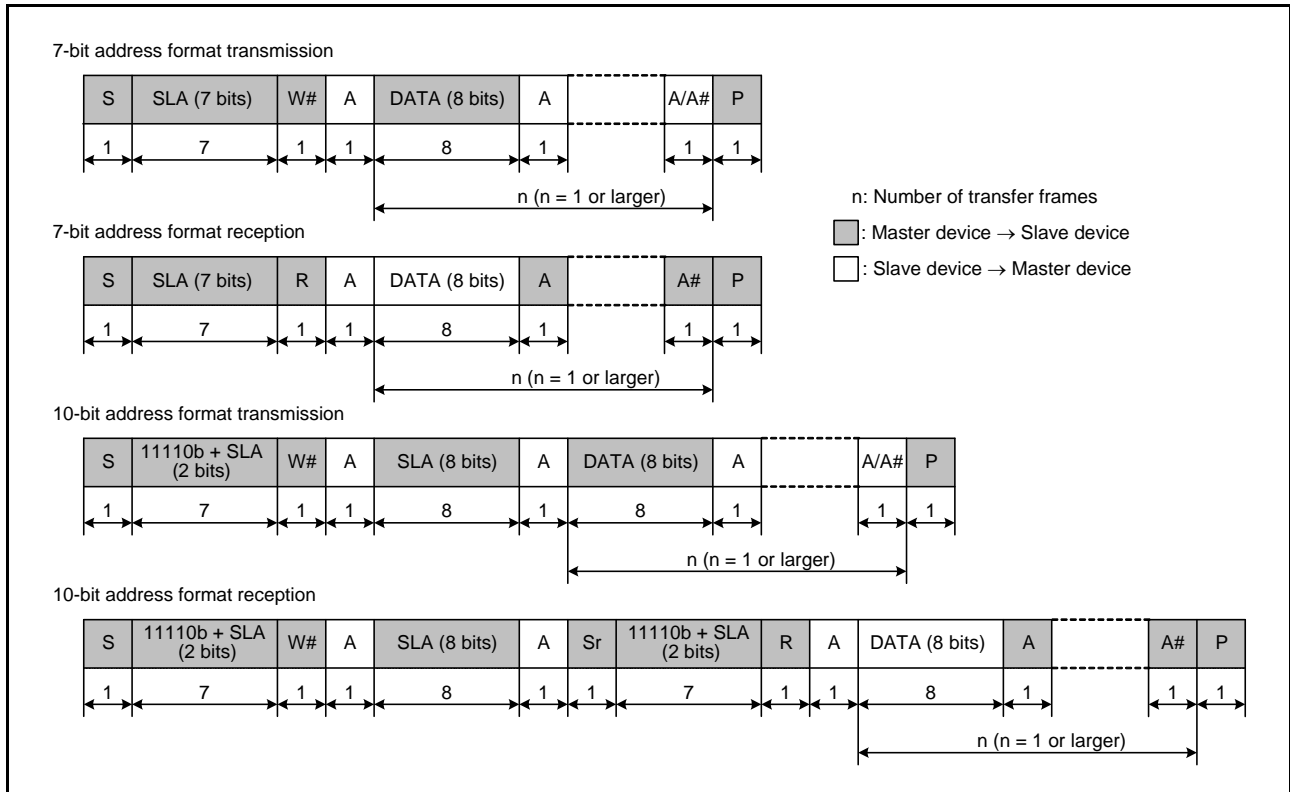 7-bit address format transmission
S SLA (7 bits) W# A DATA (8 bits) A A/A# P
1 7 1 1 8 1 1 1
n (n = 1 or larger)
n: Number of transfer frames
: Master device → Slave device
: Slave device → Master device
7-bit address format reception
S SLA (7 bits) R A DATA (8 bits) A A# P
1 7 1 1 8 1 1 1
n (n = 1 or larger)
10-bit address format transmission
S 11110b + SLA (2 bits) W# A SLA (8 bits) A DATA (8 bits) A A/A# P
1 7 1 1 8 1 8 1 1 1
n (n = 1 or larger)
10-bit address format reception
S 11110b + SLA (2 bits) W# A SLA (8 bits) A Sr 11110b + SLA (2 bits) R A DATA (8 bits) A A# P
1 7 1 1 8 1 1 7 1 1 8 1 1 1
n (n = 1 or larger)